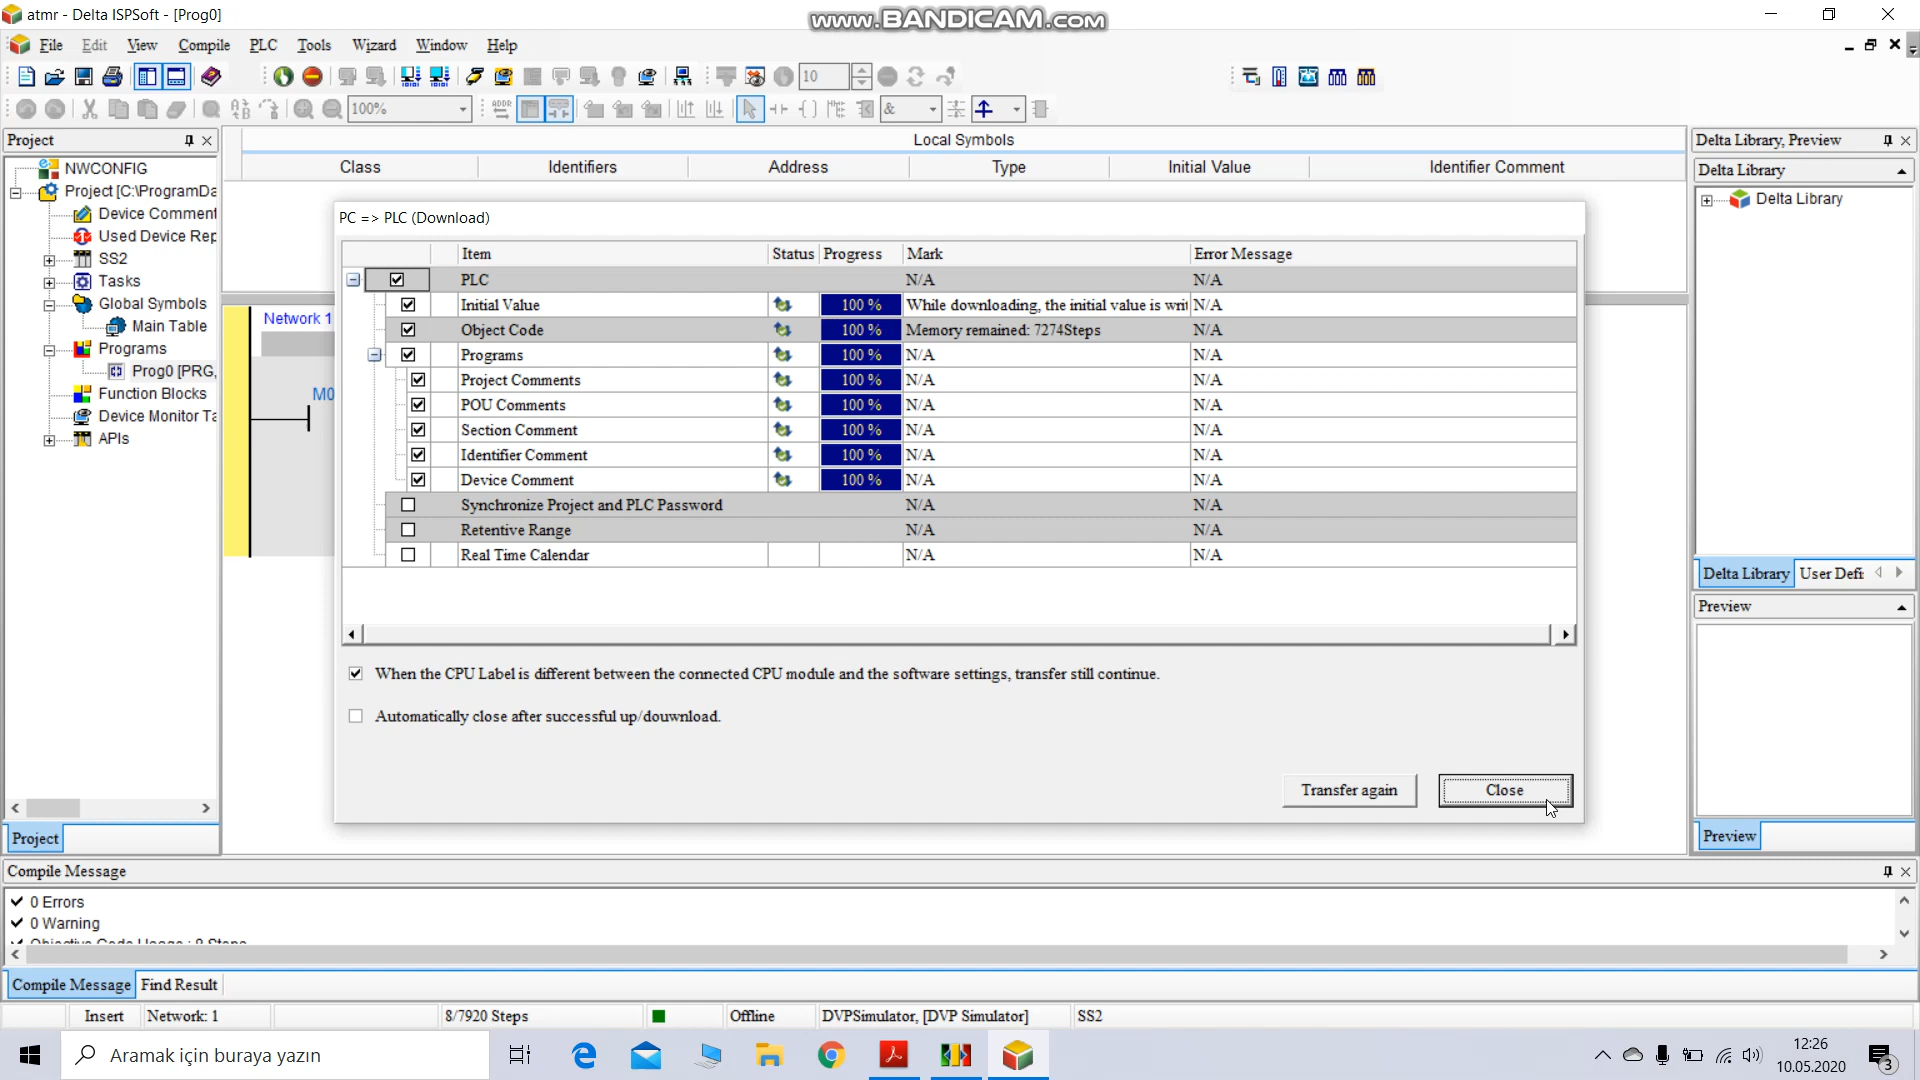 atmr - Delta ISPSoft - [Prog0]
www.BANDICAM.com
File Edit View Compile PLC Tools Wizard Window Help
10
100%
&
Project
NWCONFIG
Project [C:\ProgramDa
Device Comment
Used Device Rep
SS2
Tasks
Global Symbols
Main Table
Programs
Prog0 [PRG,
Function Blocks
Device Monitor Ta
APIs
Project
Local Symbols
Class Identifiers Address Type Initial Value Identifier Comment
Network 1
M0
PC => PLC (Download)
Item Status Progress Mark Error Message
PLC N/A N/A
Initial Value 100 % While downloading, the initial value is writ N/A
Object Code 100 % Memory remained: 7274Steps N/A
Programs 100 % N/A N/A
Project Comments 100 % N/A N/A
POU Comments 100 % N/A N/A
Section Comment 100 % N/A N/A
Identifier Comment 100 % N/A N/A
Device Comment 100 % N/A N/A
Synchronize Project and PLC Password N/A N/A
Retentive Range N/A N/A
Real Time Calendar N/A N/A
When the CPU Label is different between the connected CPU module and the software settings, transfer still continue.
Automatically close after successful up/douwnload.
Transfer again Close
Delta Library, Preview
Delta Library
Delta Library
Delta Library User Defi
Preview
Preview
Compile Message
0 Errors
0 Warning
Objective Code Usage : 8 Steps
Compile Message Find Result
Insert Network: 1 8/7920 Steps Offline DVPSimulator, [DVP Simulator] SS2
Aramak için buraya yazın
12:26
10.05.2020
3